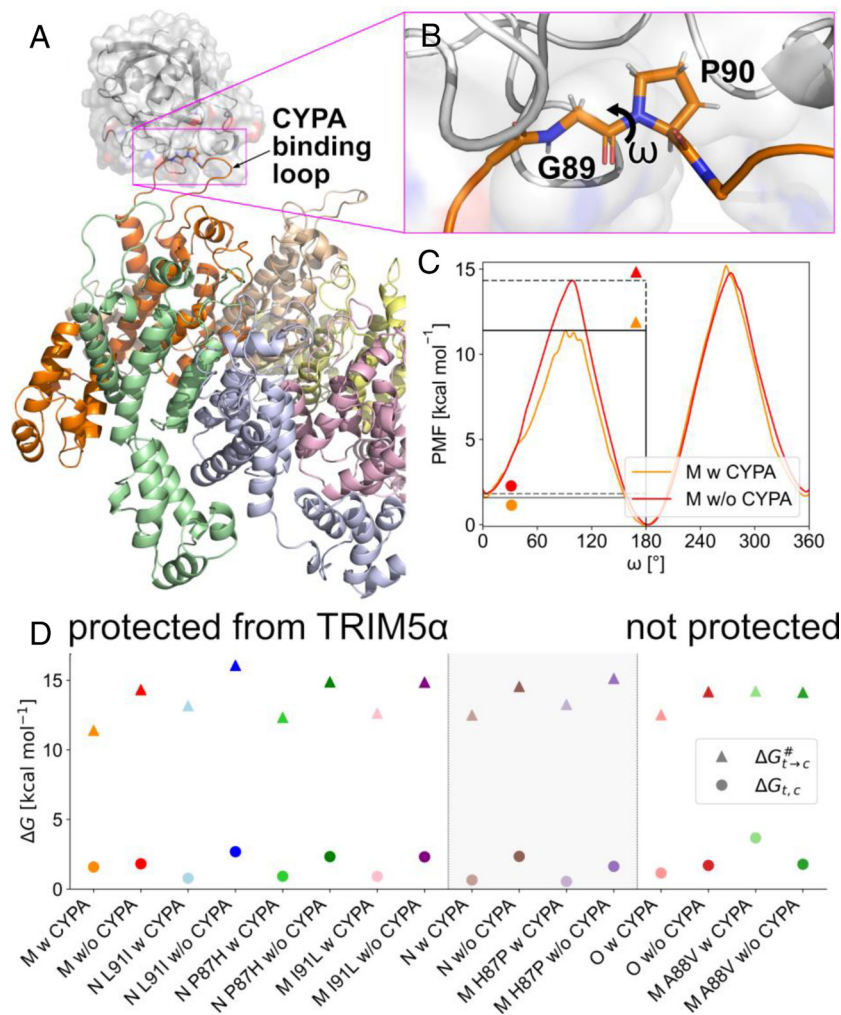 A
CYPA
binding
loop
B
P90
G89
ω
C
PMF [kcal mol⁻¹]
15
10
5
0
M w CYPA
M w/o CYPA
0 60 120 180 240 300 360
ω [°]
D
protected from TRIM5α not protected
ΔG [kcal mol⁻¹]
15
10
5
0
ΔG#t→c
ΔGt,c
M w CYPA
M w/o CYPA
N L91I w CYPA
N L91I w/o CYPA
N P87H w CYPA
N P87H w/o CYPA
M I91L w CYPA
M I91L w/o CYPA
N w CYPA
N w/o CYPA
M H87P w CYPA
M H87P w/o CYPA
O w CYPA
O w/o CYPA
M A88V w CYPA
M A88V w/o CYPA